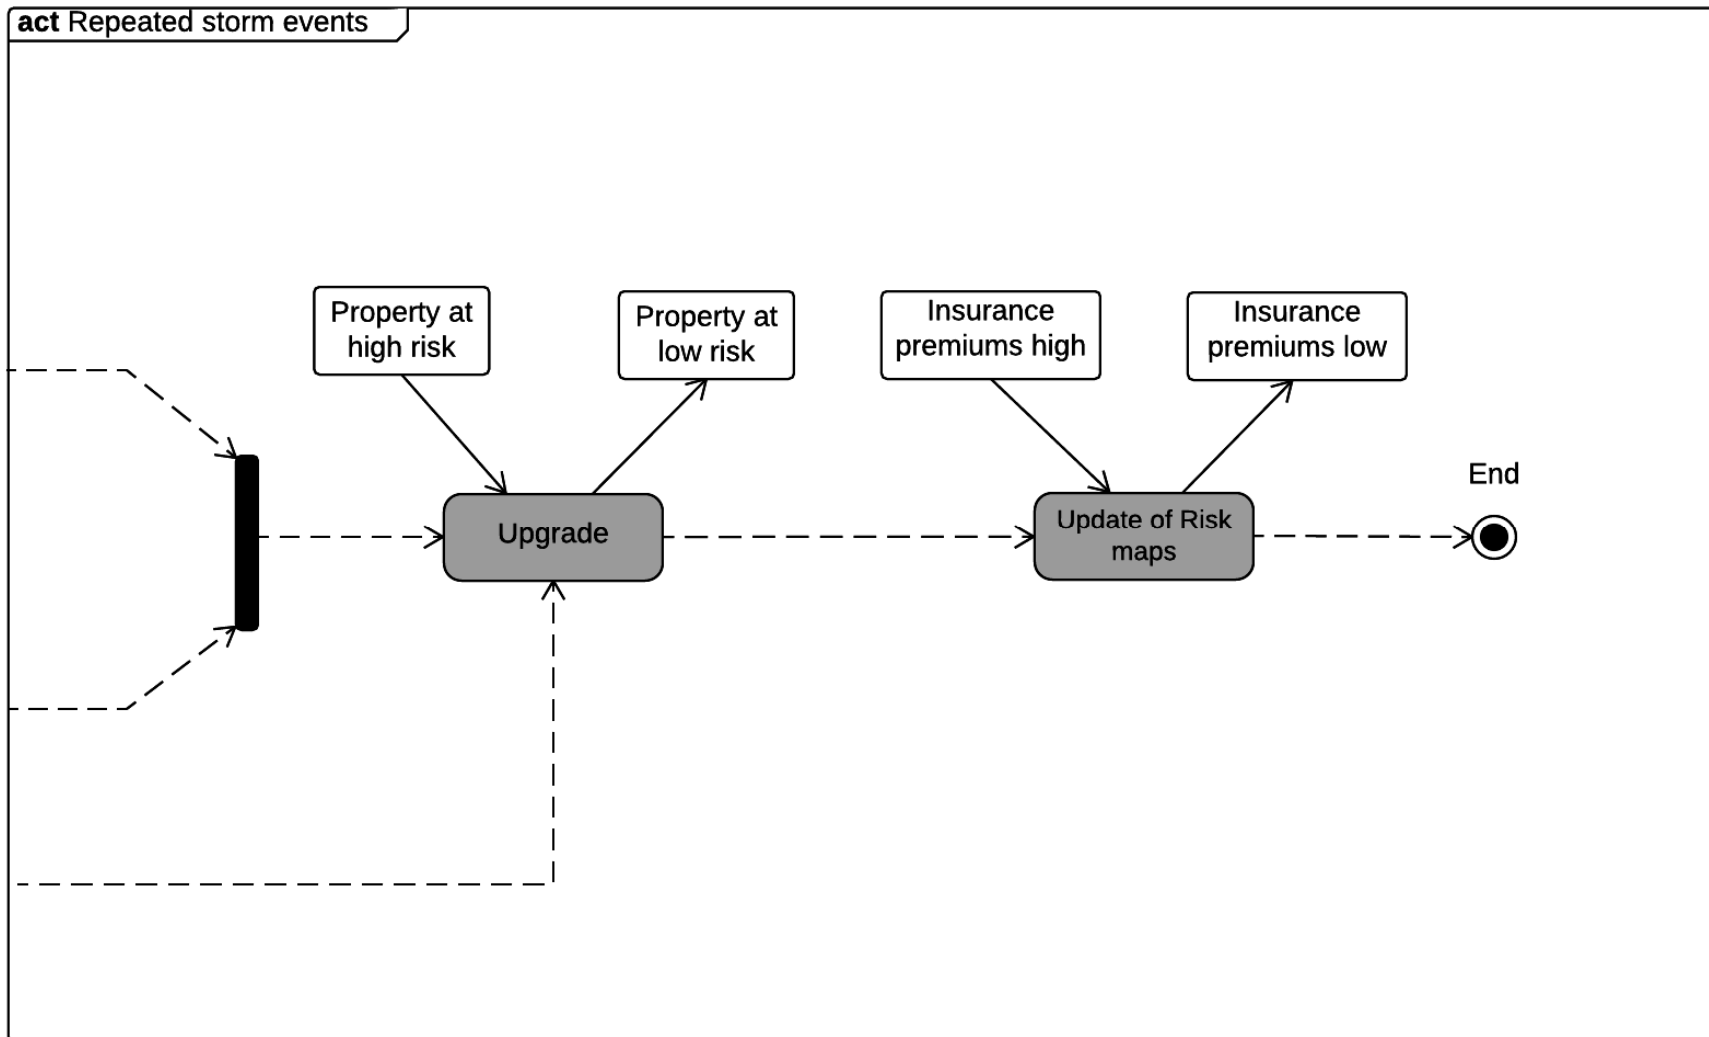 act Repeated storm events
Property at
high risk
Property at
low risk
Insurance
premiums high
Insurance
premiums low
End
Upgrade
Update of Risk
maps